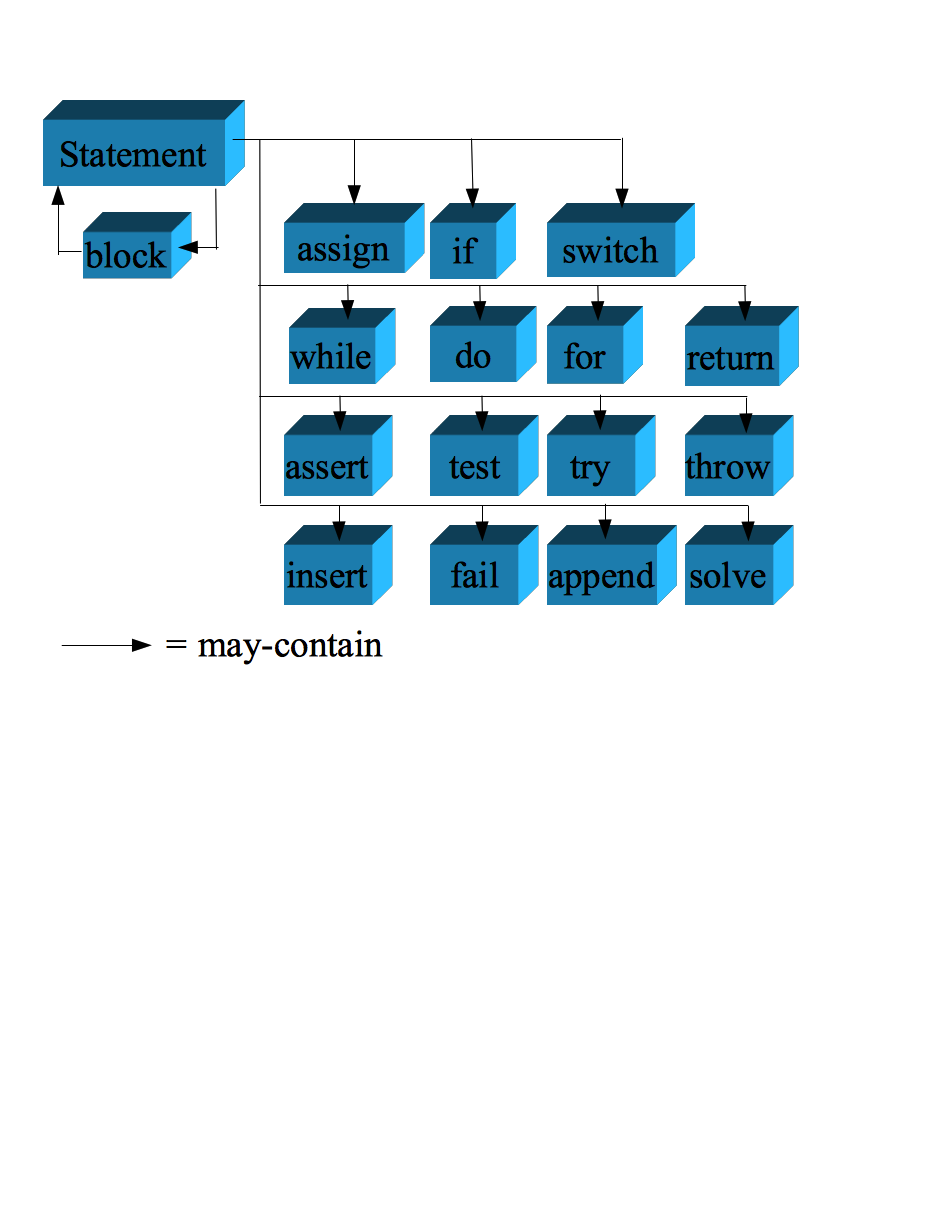 Statement
block
assign if switch
while do for return
assert test try throw
insert fail append solve
= may-contain